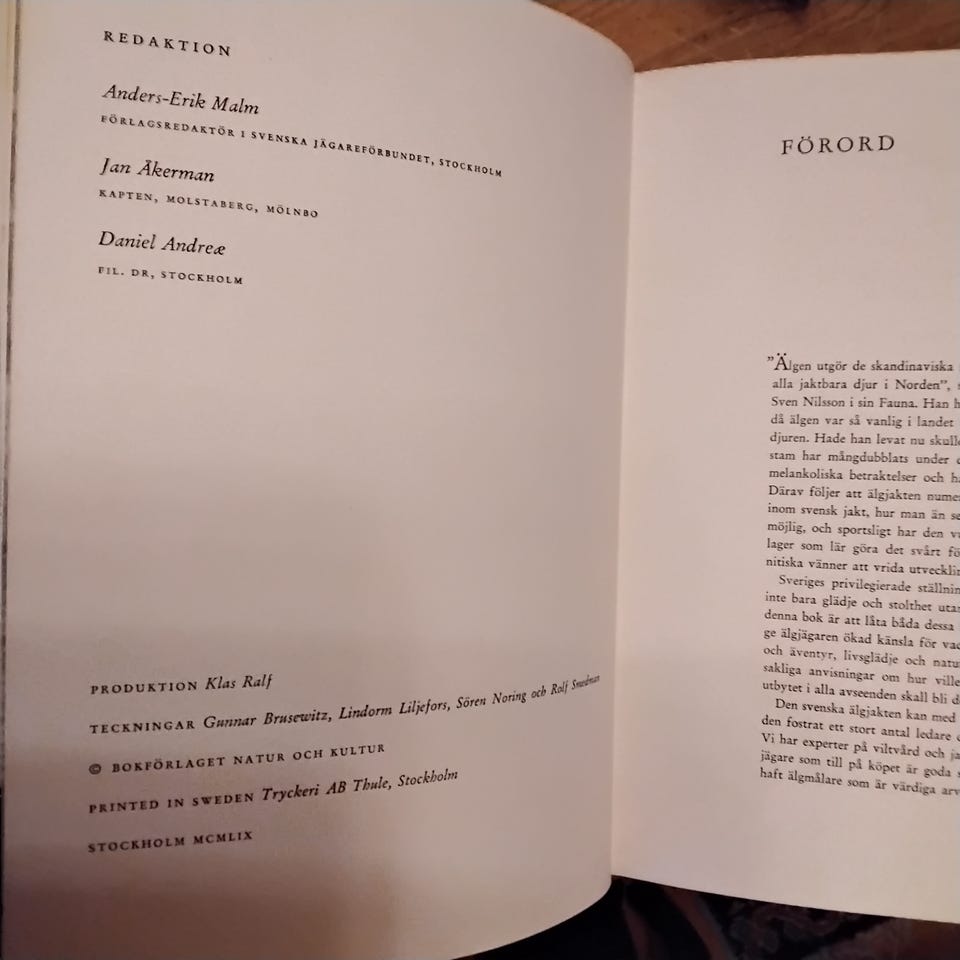 REDAKTION
Anders-Erik Malm
FÖRLAGSREDAKTÖR I SVENSKA JÄGAREFÖRBUNDET, STOCKHOLM
Jan Åkerman
KAPTEN, MOLSTABERG, MÖLNBO
Daniel Andreæ
FIL. DR, STOCKHOLM
PRODUKTION Klas Ralf
TECKNINGAR Gunnar Brusewitz, Lindorm Liljefors, Sören Noring och Rolf Smedman
© BOKFÖRLAGET NATUR OCH KULTUR
PRINTED IN SWEDEN Tryckeri AB Thule, Stockholm
STOCKHOLM MCMLIX
FÖRORD
”Älgen utgör de skandinaviska
alla jaktbara djur i Norden”,
Sven Nilsson i sin Fauna. Han
då älgen var så vanlig i landet
djuren. Hade han levat nu
stam har mångdubblats under
melankoliska betraktelser och
Därav följer att älgjakten
inom svensk jakt, hur man än
möjlig, och sportsligt har den
lager som lär göra det svårt
nitiska vänner att vrida
Sveriges privilegierade
inte bara glädje och stolthet
denna bok är att låta båda dessa
ge älgjägaren ökad känsla för
och äventyr, livsglädje och
sakliga anvisningar om hur
utbytet i alla avseenden skall bli
Den svenska älgjakten kan med
den fostrat ett stort antal ledare
Vi har experter på viltvård och
jägare som till på köpet är goda
haft älgmålare som är värdiga